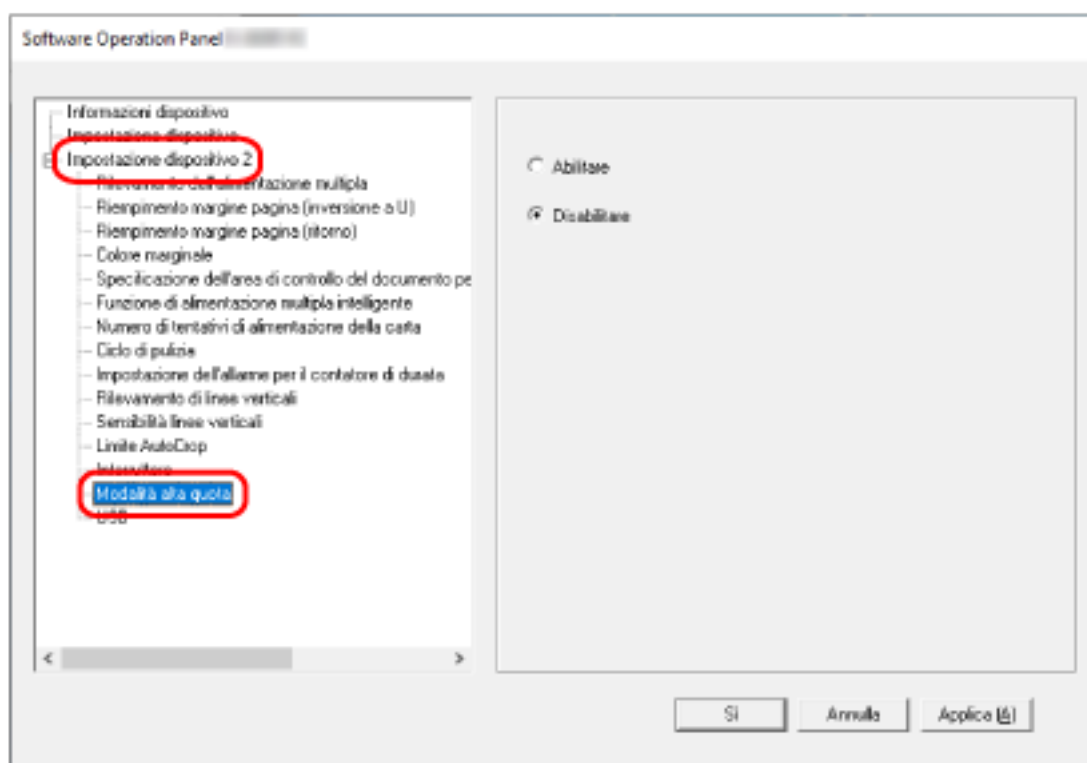 Software Operation Panel
Informazioni dispositivo
Impostazione dispositivo
Impostazione dispositivo 2
Rilevamento dell'alimentazione multipla
Riempimento margine pagina (inversione a U)
Riempimento margine pagina (ritorno)
Colore marginale
Specificazione dell'area di controllo del documento pe
Funzione di alimentazione multipla intelligente
Numero di tentativi di alimentazione della carta
Ciclo di pulizia
Impostazione dell'allarme per il contatore di durata
Rilevamento di linee verticali
Sensibilità linee verticali
Limite AutoCrop
Interruttore
Modalità alta quota
USB
Abilitare
Disabilitare
Sì
Annulla
Applica (A)